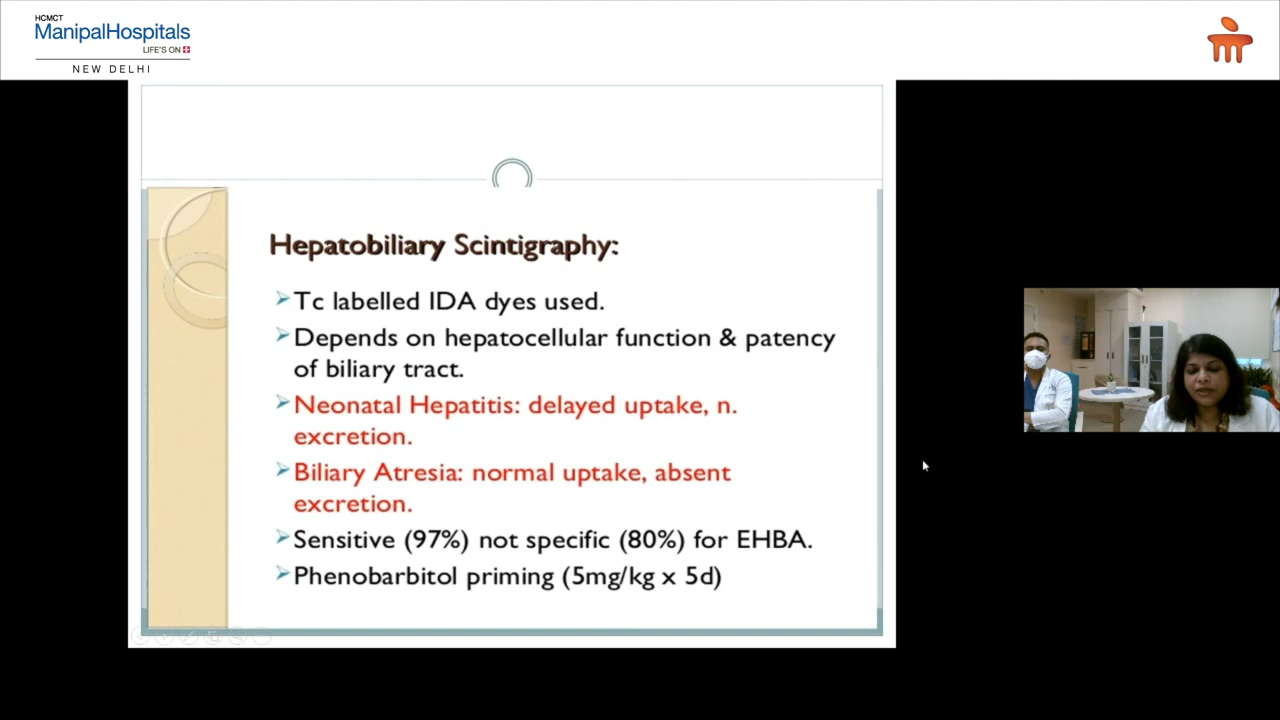 HCMCT
ManipalHospitals
LIFE'S ON
NEW DELHI
Hepatobiliary Scintigraphy:
Tc labelled IDA dyes used.
Depends on hepatocellular function & patency
of biliary tract.
Neonatal Hepatitis: delayed uptake, n.
excretion.
Biliary Atresia: normal uptake, absent
excretion.
Sensitive (97%) not specific (80%) for EHBA.
Phenobarbitol priming (5mg/kg x 5d)